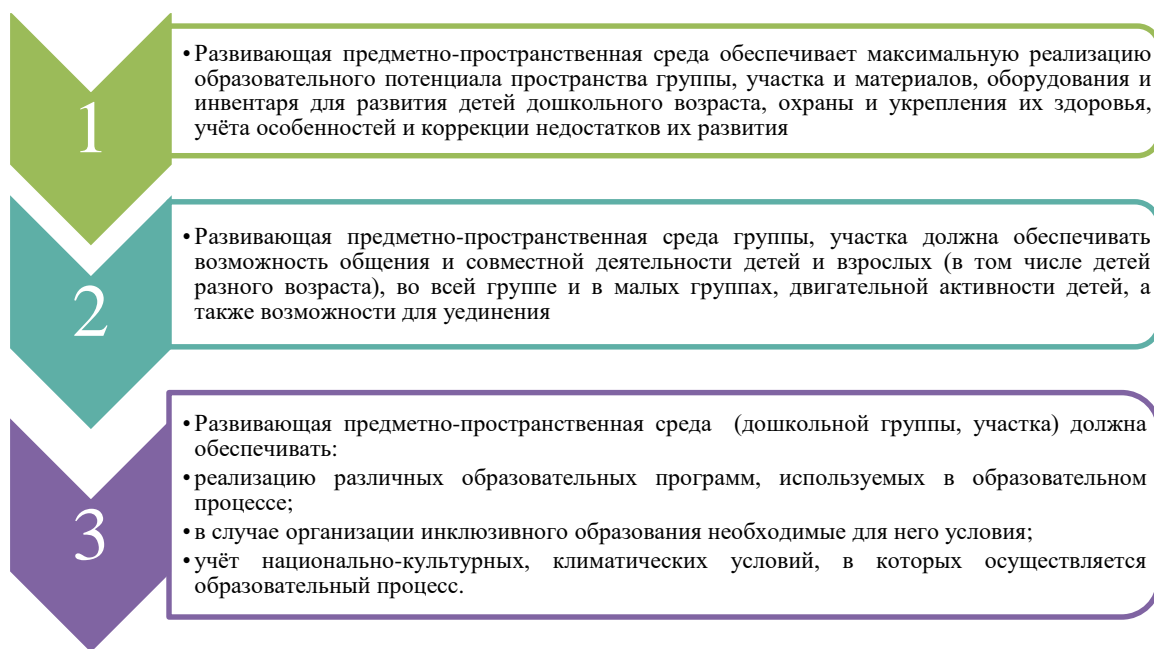 1
• Развивающая предметно-пространственная среда обеспечивает максимальную реализацию
образовательного потенциала пространства группы, участка и материалов, оборудования и
инвентаря для развития детей дошкольного возраста, охраны и укрепления их здоровья,
учёта особенностей и коррекции недостатков их развития
2
• Развивающая предметно-пространственная среда группы, участка должна обеспечивать
возможность общения и совместной деятельности детей и взрослых (в том числе детей
разного возраста), во всей группе и в малых группах, двигательной активности детей, а
также возможности для уединения
3
• Развивающая предметно-пространственная среда (дошкольной группы, участка) должна
обеспечивать:
• реализацию различных образовательных программ, используемых в образовательном
процессе;
• в случае организации инклюзивного образования необходимые для него условия;
• учёт национально-культурных, климатических условий, в которых осуществляется
образовательный процесс.